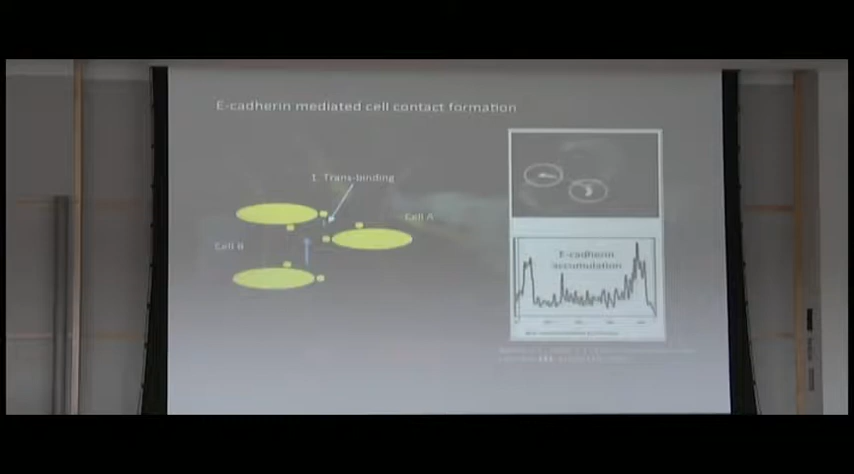 E-cadherin mediated cell contact formation
1. Trans-binding
Cell A
Cell B
E-cadherin
accumulation